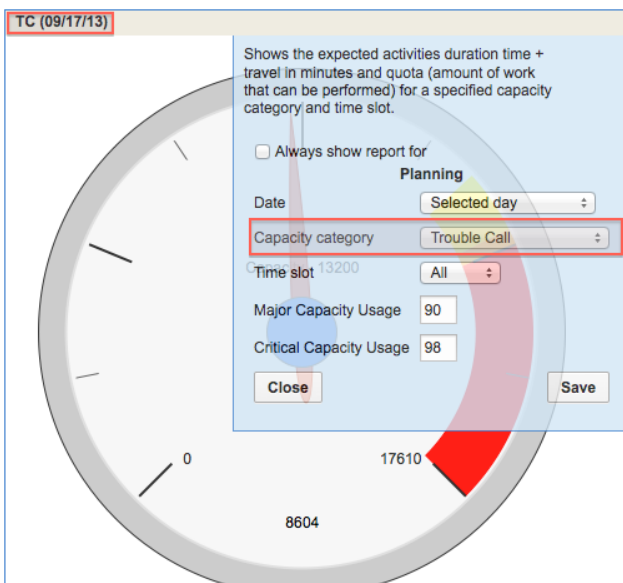 TC (09/17/13)
Shows the expected activities duration time +
travel in minutes and quota (amount of work
that can be performed) for a specified capacity
category and time slot.
Always show report for
Planning
Date Selected day
Capacity category Trouble Call
Time slot All
13200
Major Capacity Usage 90
Critical Capacity Usage 98
Close Save
0 17610
8604